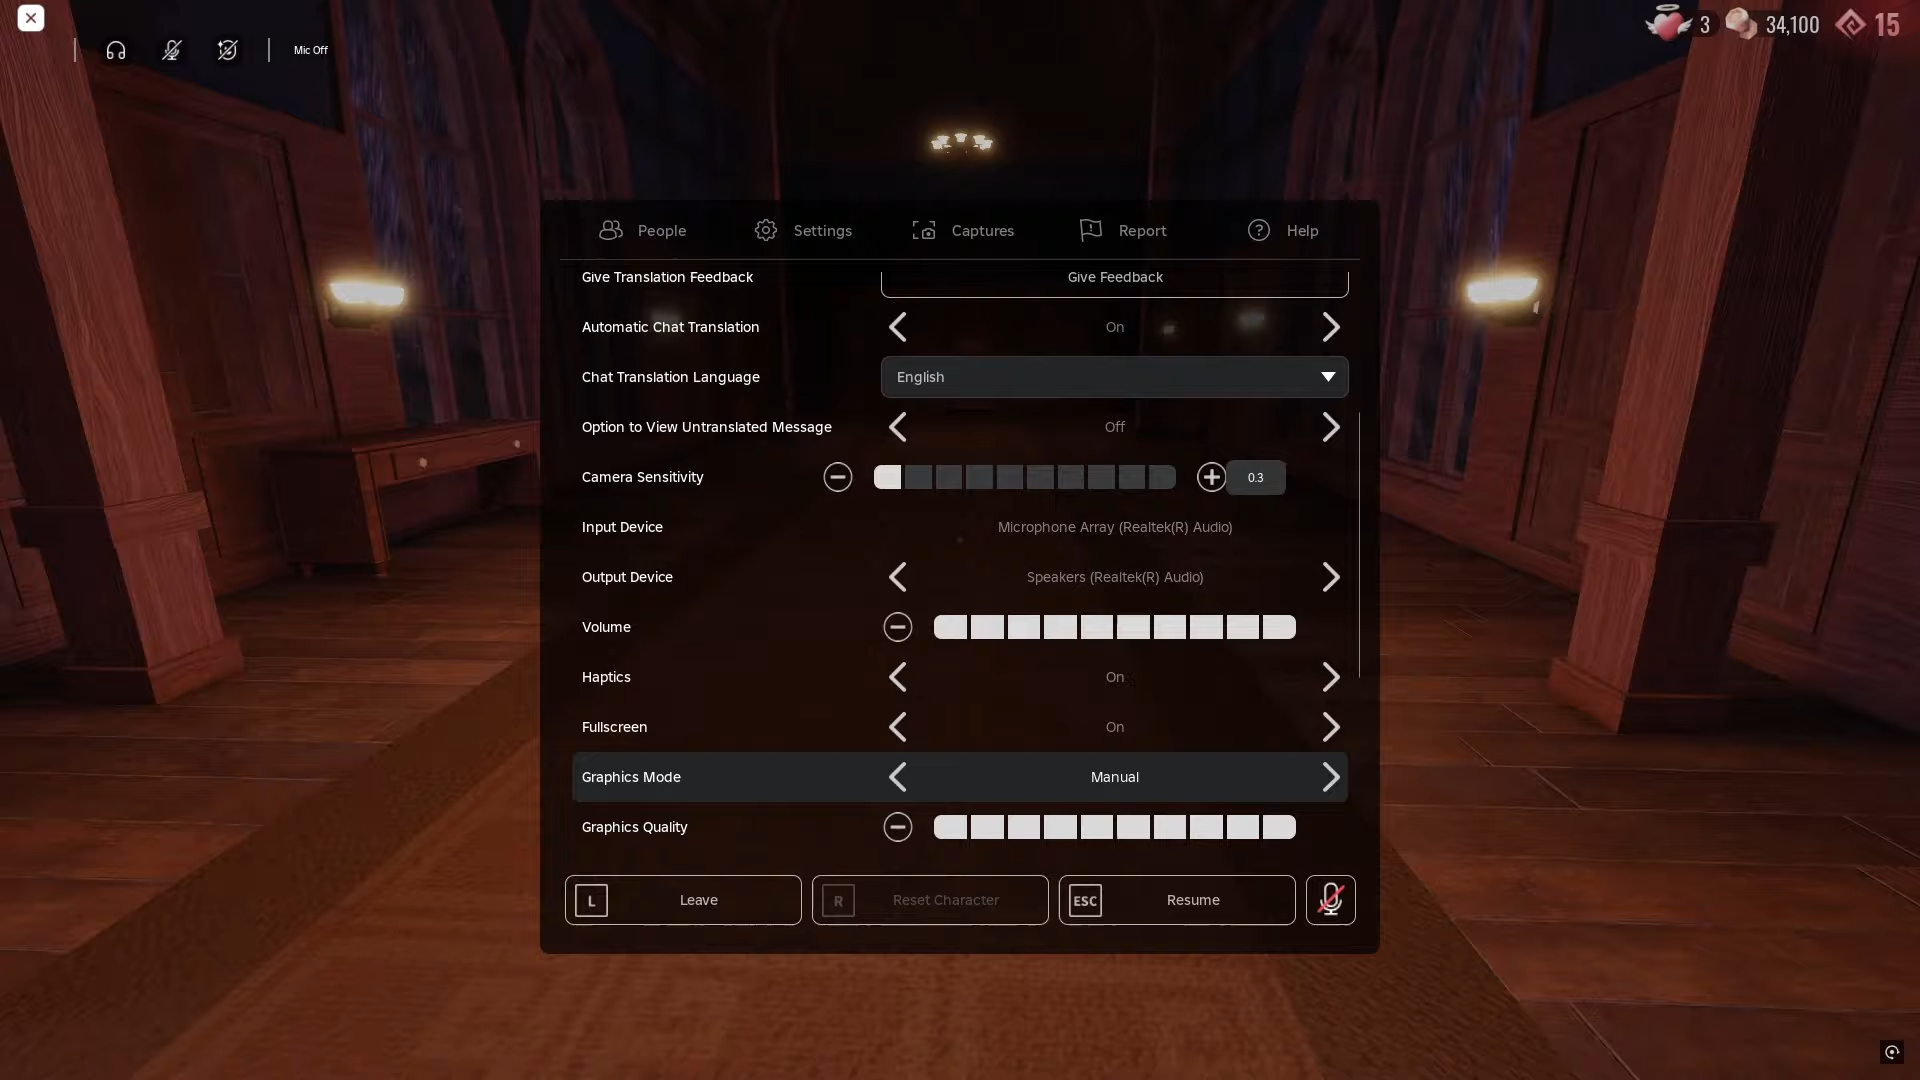 Mic Off
3
34,100
15
People
Settings
Captures
Report
Help
Give Translation Feedback
Give Feedback
Automatic Chat Translation
On
Chat Translation Language
English
Option to View Untranslated Message
Off
Camera Sensitivity
0.3
Input Device
Microphone Array (Realtek(R) Audio)
Output Device
Speakers (Realtek(R) Audio)
Volume
Haptics
On
Fullscreen
On
Graphics Mode
Manual
Graphics Quality
L
Leave
R
Reset Character
ESC
Resume